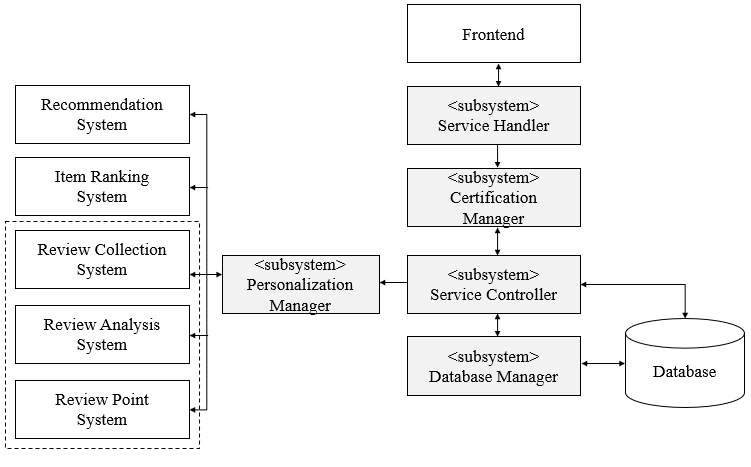 Frontend
<subsystem>
Service Handler
<subsystem>
Certification
Manager
<subsystem>
Service Controller
<subsystem>
Database Manager
Database
<subsystem>
Personalization
Manager
Recommendation
System
Item Ranking
System
Review Collection
System
Review Analysis
System
Review Point
System